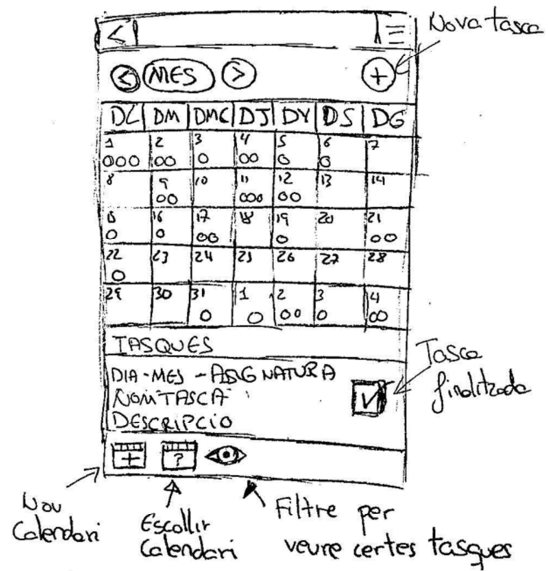 <
Nova tasca
< MES > +
DL DM DMC DJ DV DS DG
1 2 3 4 5 6 7
8 9 10 11 12 13 14
15 16 17 18 19 20 21
22 23 24 25 26 27 28
29 30 31 1 2 3 4
TASQUES
DIA-MES - ASIGNATURA
NOM TASCA
DESCRIPCIO
Tasca
finalitzada
+ ?
Nou
Calendari
Escollir
Calendari
Filtre per
veure certes tasques